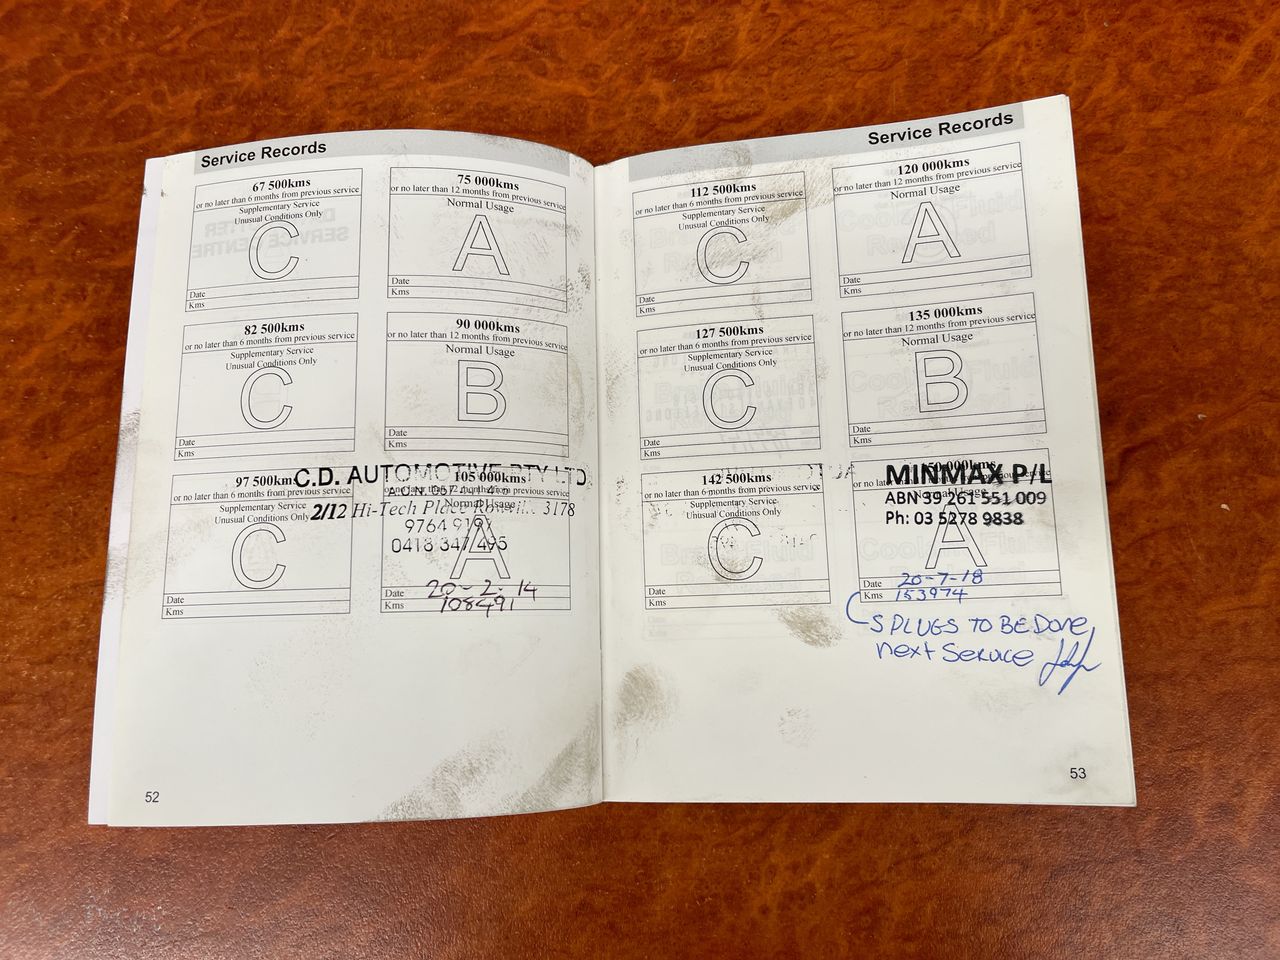 Service Records
67 500kms
or no later than 6 months from previous service
Supplementary Service
Unusual Conditions Only
C
Date
Kms
75 000kms
or no later than 12 months from previous service
Normal Usage
A
Date
Kms
82 500kms
or no later than 6 months from previous service
Supplementary Service
Unusual Conditions Only
C
Date
Kms
90 000kms
or no later than 12 months from previous service
Normal Usage
B
Date
Kms
97 500kms
or no later than 6 months from previous service
Supplementary Service
Unusual Conditions Only
C
Date
Kms
C.D. AUTOMOTIVE PTY LTD
105 000kms
Normal Usage
2/12 Hi-Tech Place 3178
0418 347 495
A
Date 20-2.14
Kms 108491
52
Service Records
112 500kms
or no later than 6 months from previous service
Supplementary Service
Unusual Conditions Only
C
Date
Kms
120 000kms
or no later than 12 months from previous service
Normal Usage
A
Date
Kms
127 500kms
or no later than 6 months from previous service
Supplementary Service
Unusual Conditions Only
C
Date
Kms
135 000kms
or no later than 12 months from previous service
Normal Usage
B
Date
Kms
142 500kms
or no later than 6 months from previous service
Supplementary Service
Unusual Conditions Only
C
Date
Kms
MINMAX P/L
ABN 39 261 551 009
Ph: 03 5278 9838
A
Date 20-7-18
Kms 153974
S PLUGS TO BE DONE
next SERVICE
53